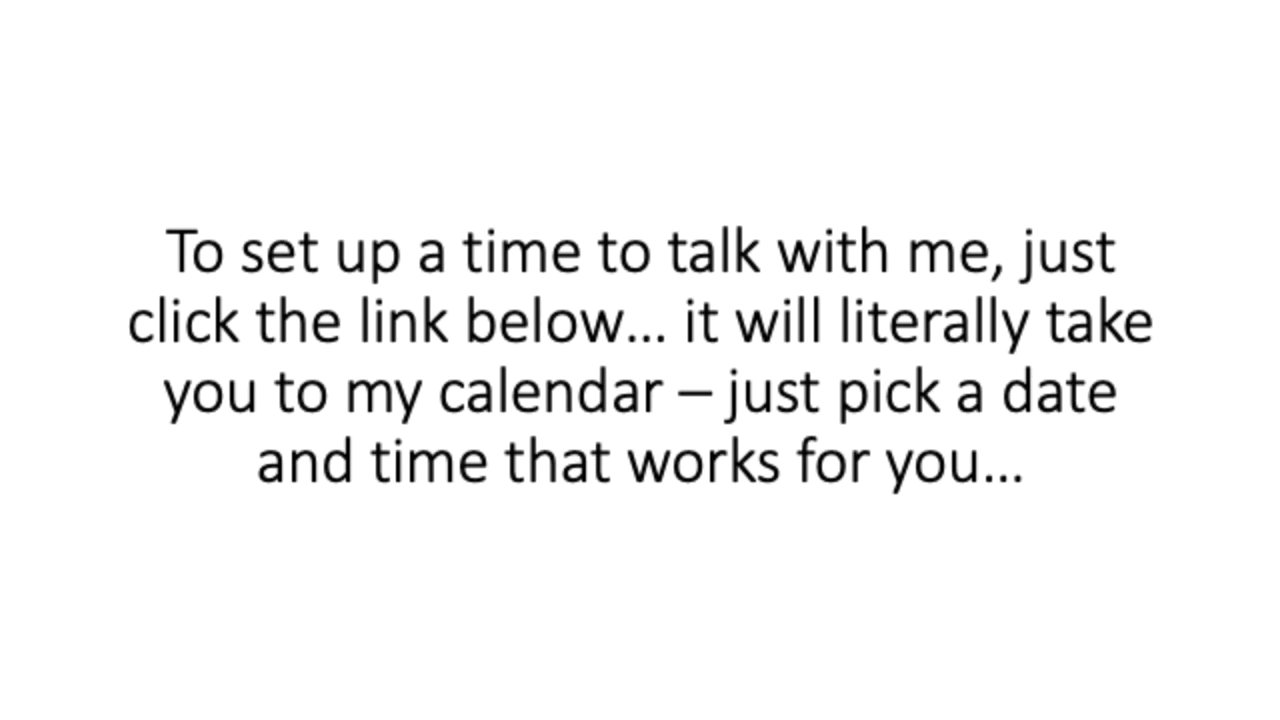 To set up a time to talk with me, just
click the link below… it will literally take
you to my calendar – just pick a date
and time that works for you…